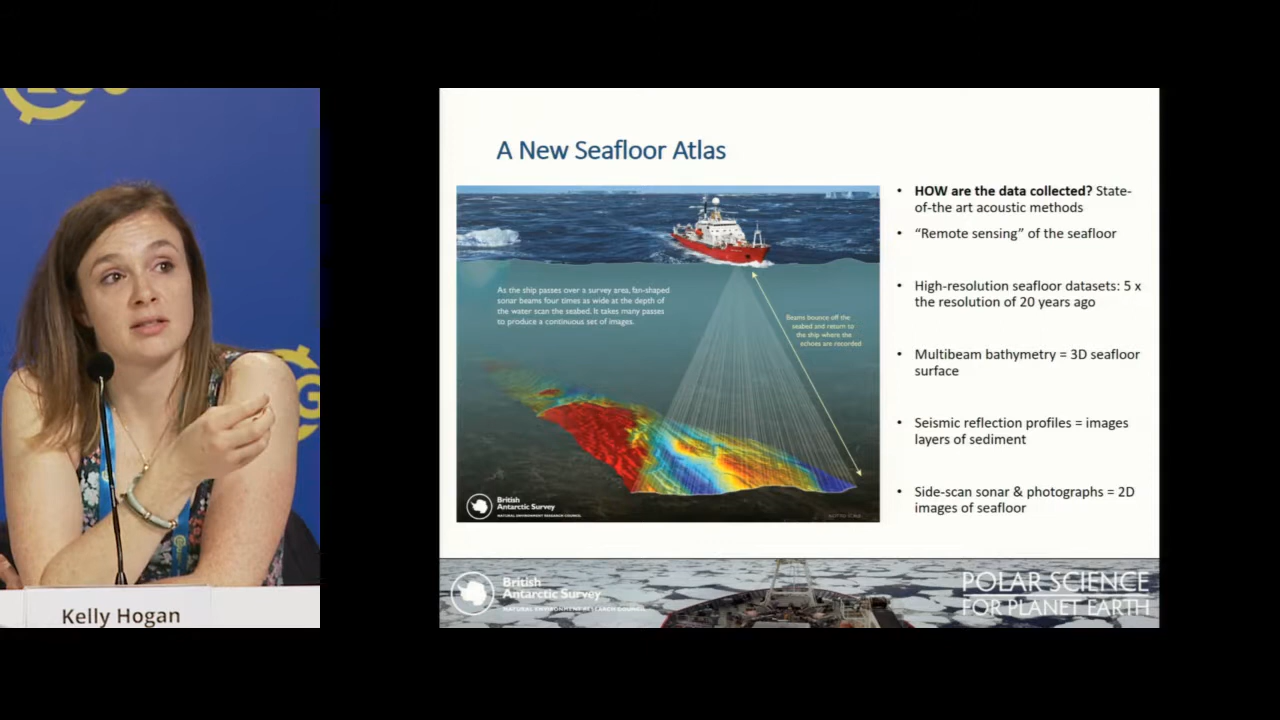 Kelly Hogan
A New Seafloor Atlas
As the ship passes over a survey area, fan-shaped
sonar beams four times as wide at the depth of
the water scan the seabed. It takes many passes
to produce a continuous set of images.
Beams bounce off the
seabed and return to
the ship where the
echoes are recorded
British
Antarctic Survey
NATURAL ENVIRONMENT RESEARCH COUNCIL
• HOW are the data collected? State-
of-the art acoustic methods
• “Remote sensing” of the seafloor
• High-resolution seafloor datasets: 5 x
the resolution of 20 years ago
• Multibeam bathymetry = 3D seafloor
surface
• Seismic reflection profiles = images
layers of sediment
• Side-scan sonar & photographs = 2D
images of seafloor
British
Antarctic Survey
NATURAL ENVIRONMENT RESEARCH COUNCIL
POLAR SCIENCE
FOR PLANET EARTH